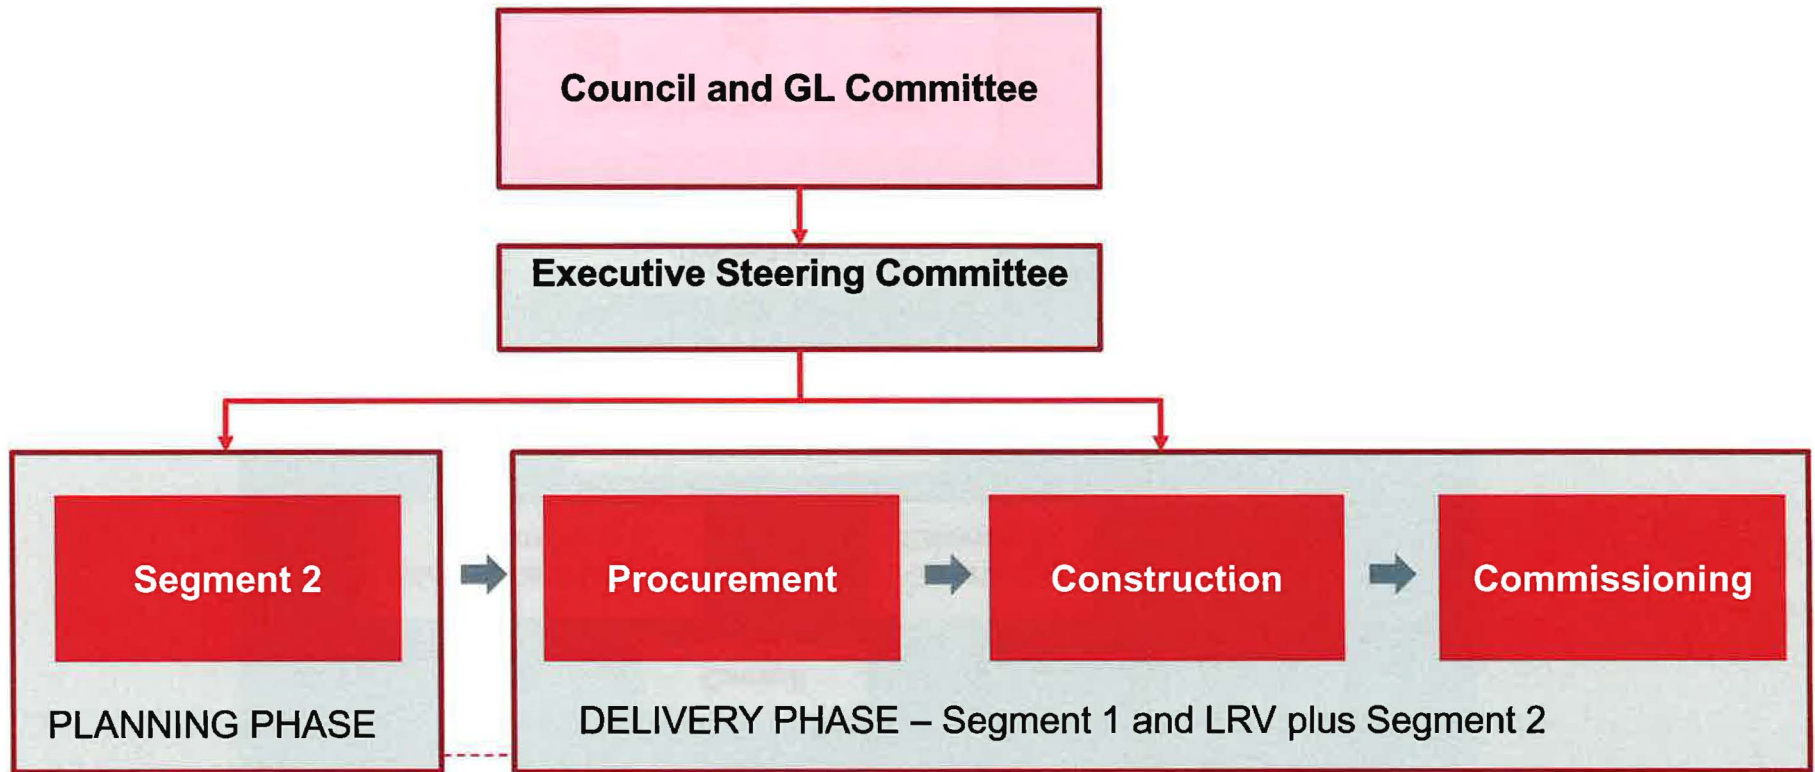 Council and GL Committee
Executive Steering Committee
Segment 2
Procurement
Construction
Commissioning
PLANNING PHASE
DELIVERY PHASE – Segment 1 and LRV plus Segment 2